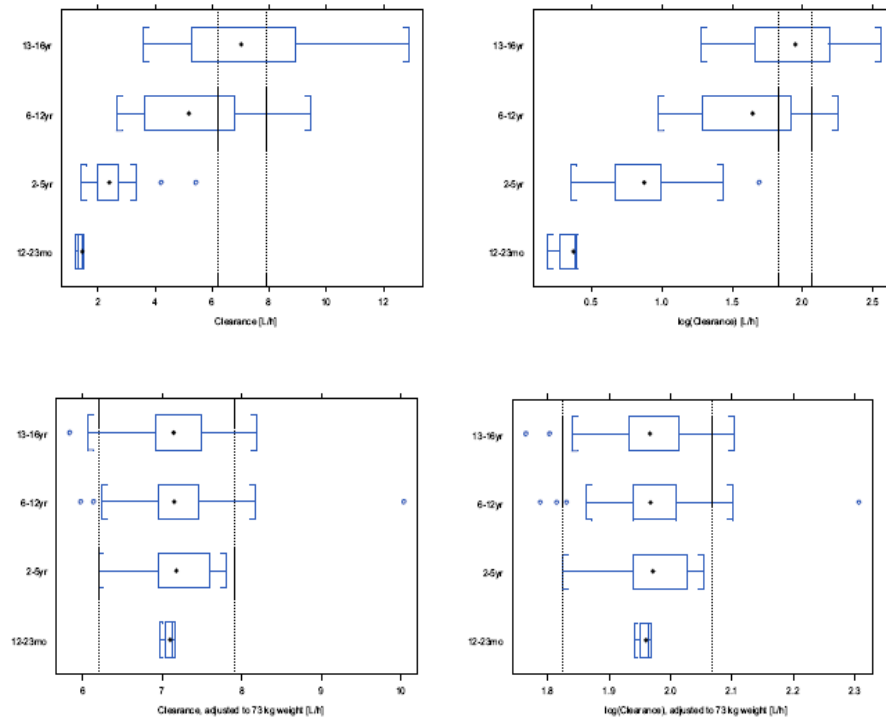 13-16yr
6-12yr
2-5yr
12-23mo
2 4 6 8 10 12
Clearance [L/h]
13-16yr
6-12yr
2-5yr
12-23mo
0.5 1.0 1.5 2.0 2.5
log(Clearance) [L/h]
13-16yr
6-12yr
2-5yr
12-23mo
6 7 8 9 10
Clearance, adjusted to 73 kg weight [L/h]
13-16yr
6-12yr
2-5yr
12-23mo
1.8 1.9 2.0 2.1 2.2 2.3
log(Clearance), adjusted to 73 kg weight [L/h]